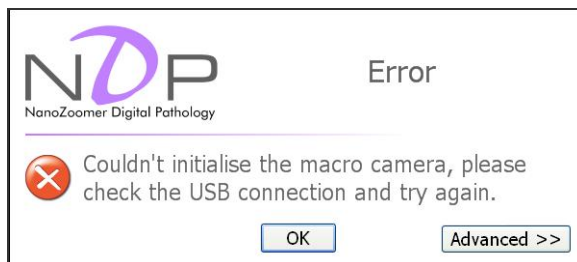 NDP
Error
NanoZoomer Digital Pathology
Couldn't initialise the macro camera, please
check the USB connection and try again.
OK
Advanced >>